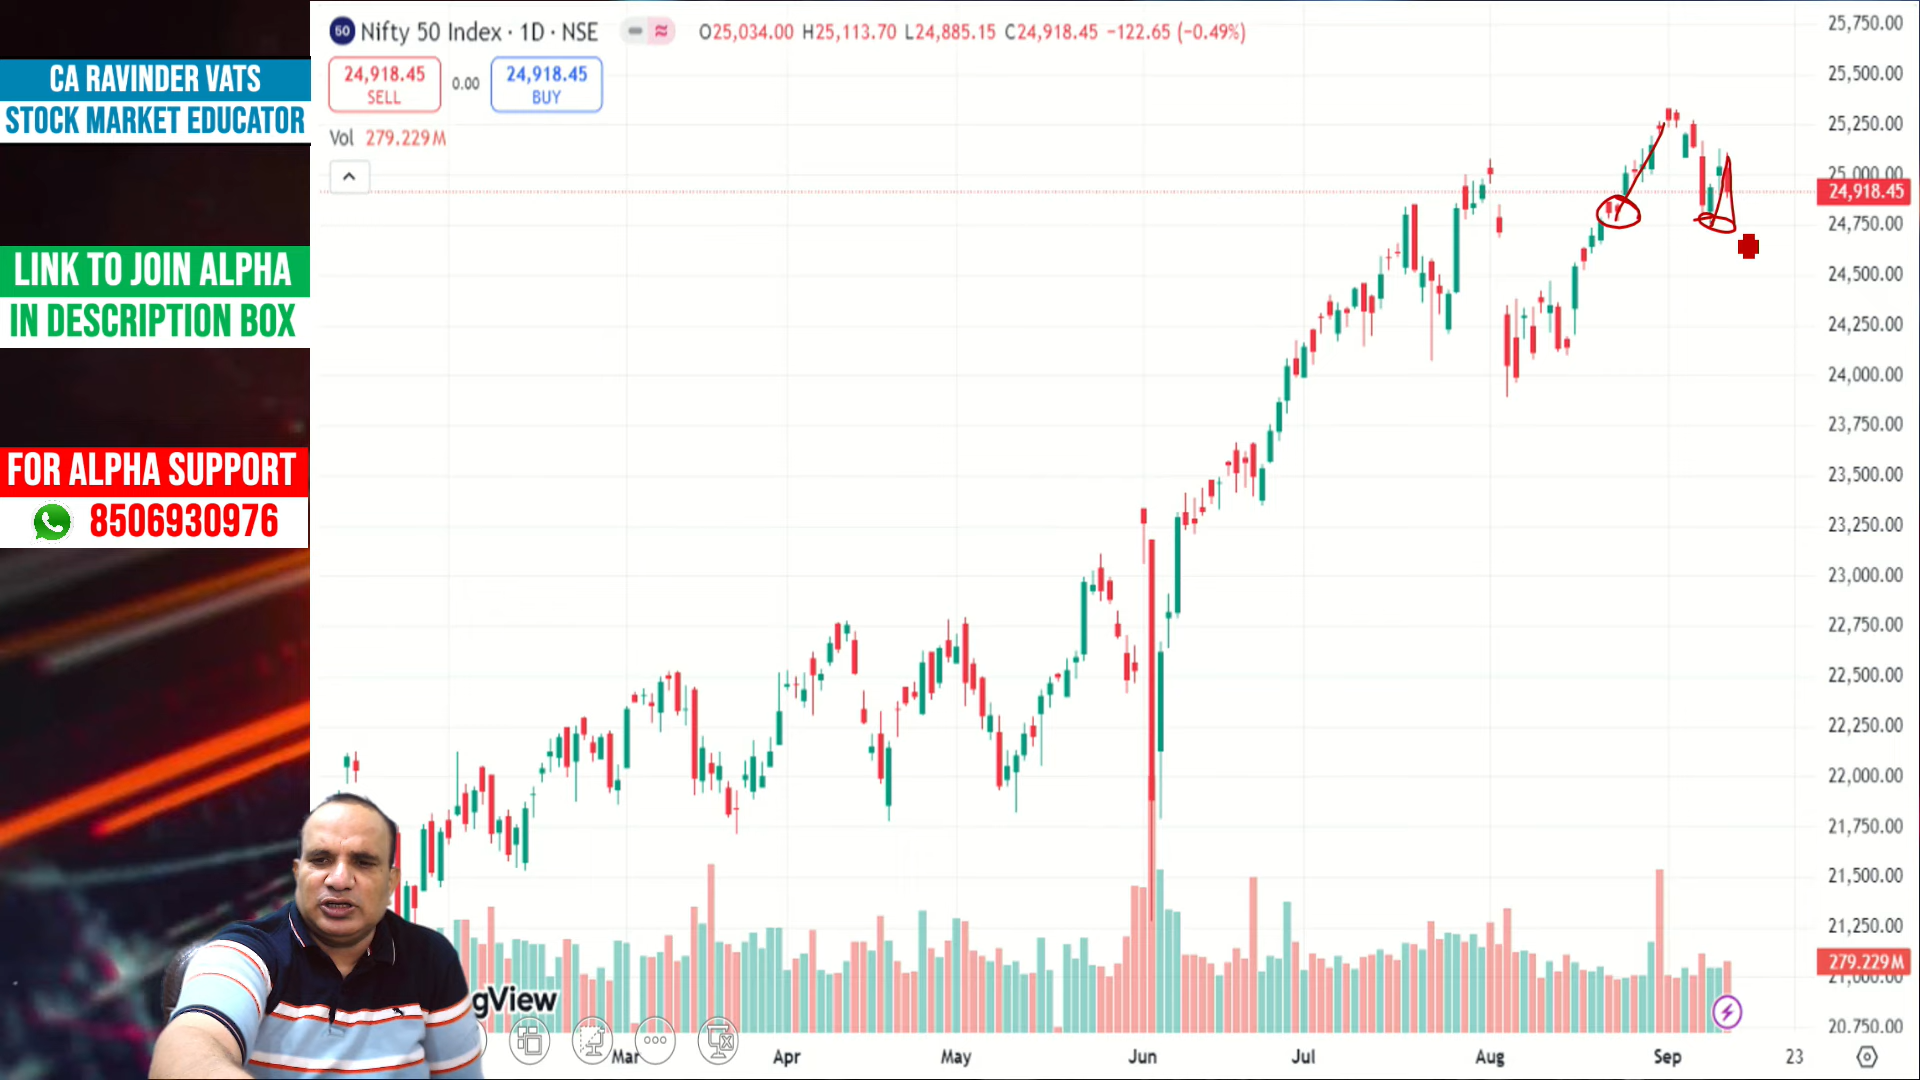 CA RAVINDER VATS
STOCK MARKET EDUCATOR
LINK TO JOIN ALPHA
IN DESCRIPTION BOX
FOR ALPHA SUPPORT
8506930976
50 Nifty 50 Index · 1D · NSE O25,034.00 H25,113.70 L24,885.15 C24,918.45 −122.65 (−0.49%)
24,918.45
SELL
0.00
24,918.45
BUY
Vol 279.229M
25,750.00
25,500.00
25,250.00
25,000.00
24,918.45
24,750.00
24,500.00
24,250.00
24,000.00
23,750.00
23,500.00
23,250.00
23,000.00
22,750.00
22,500.00
22,250.00
22,000.00
21,750.00
21,500.00
21,250.00
279.229M
21,000.00
20,750.00
gView
Mar Apr May Jun Jul Aug Sep 23